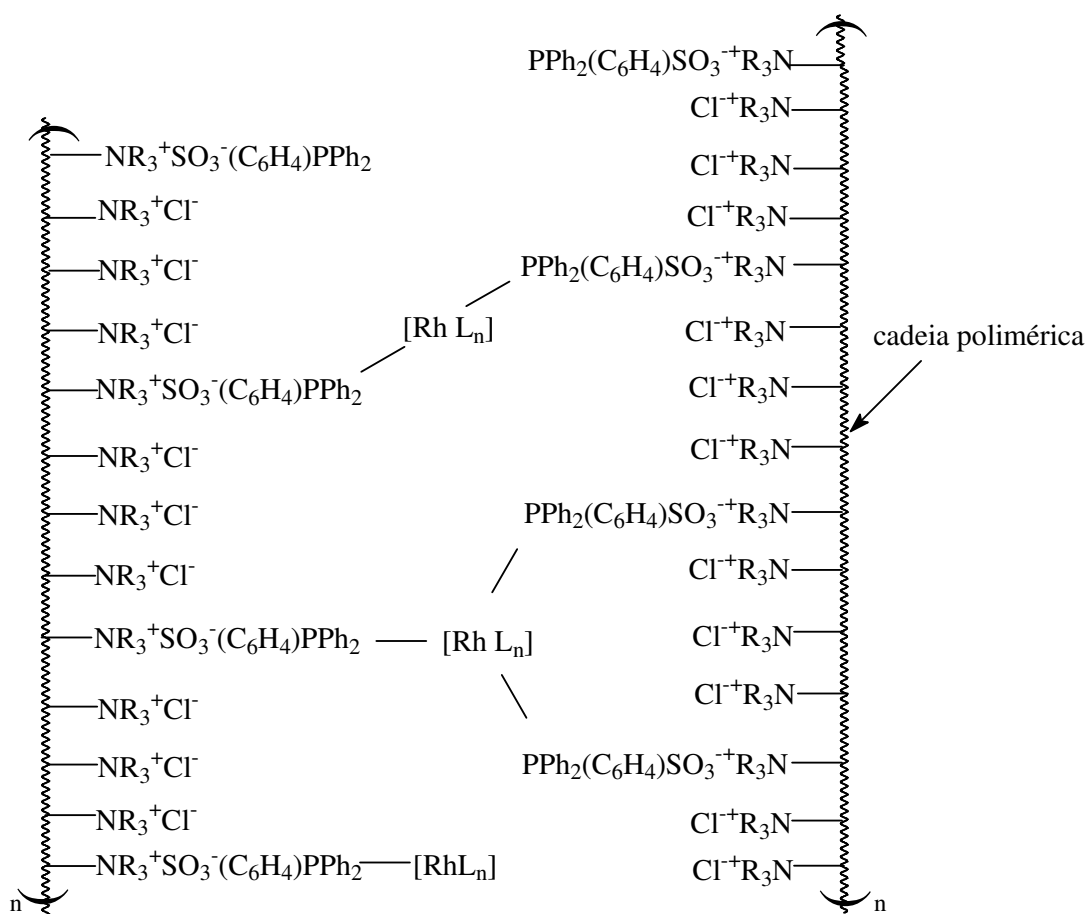 PPh2(C6H4)SO3-+R3N
Cl-+R3N
NR3+SO3-(C6H4)PPh2
Cl-+R3N
NR3+Cl-
Cl-+R3N
NR3+Cl-
PPh2(C6H4)SO3-+R3N
NR3+Cl-
[Rh Ln]
Cl-+R3N
cadeia polimérica
NR3+SO3-(C6H4)PPh2
Cl-+R3N
NR3+Cl-
Cl-+R3N
NR3+Cl-
PPh2(C6H4)SO3-+R3N
NR3+Cl-
Cl-+R3N
NR3+SO3-(C6H4)PPh2
[Rh Ln]
Cl-+R3N
NR3+Cl-
Cl-+R3N
NR3+Cl-
PPh2(C6H4)SO3-+R3N
NR3+Cl-
Cl-+R3N
NR3+SO3-(C6H4)PPh2
[RhLn]
Cl-+R3N
n
n